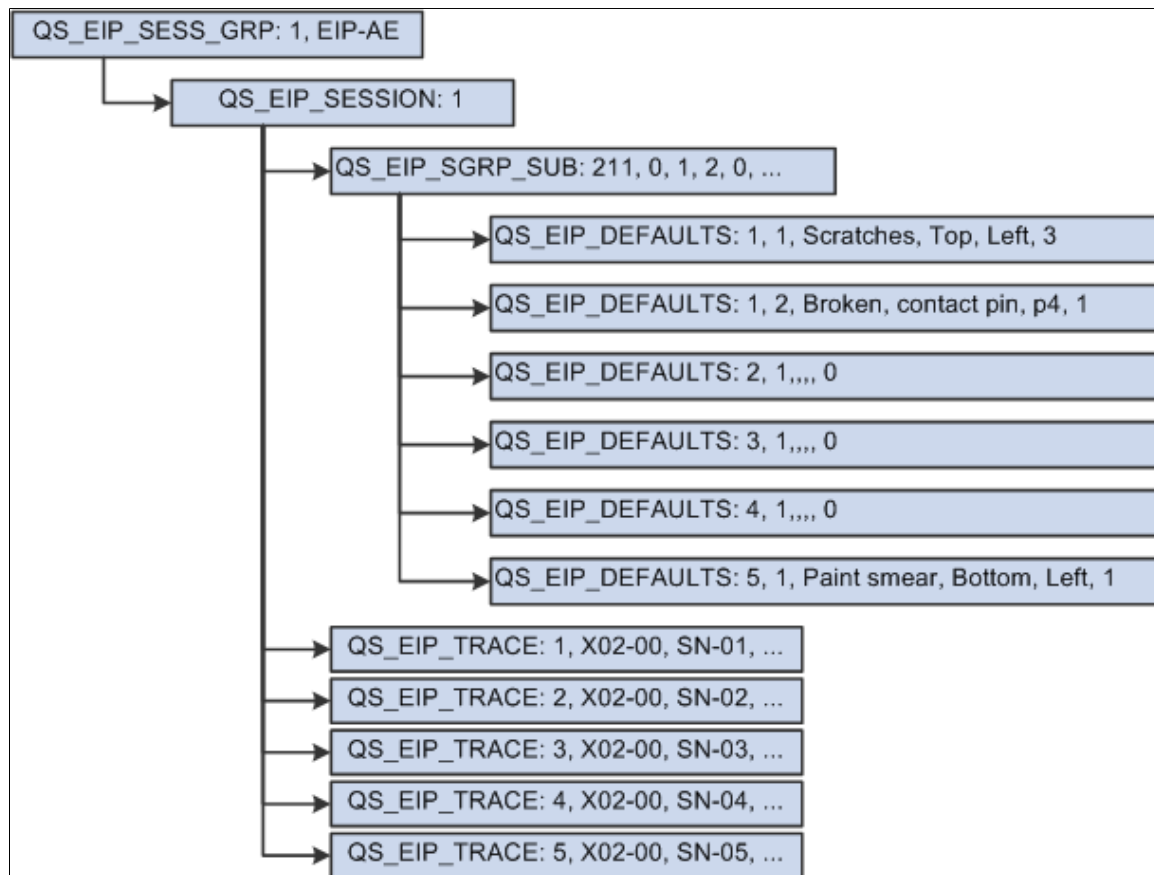 QS_EIP_SESS_GRP: 1, EIP-AE
QS_EIP_SESSION: 1
QS_EIP_SGRP_SUB: 211, 0, 1, 2, 0, ...
QS_EIP_DEFAULTS: 1, 1, Scratches, Top, Left, 3
QS_EIP_DEFAULTS: 1, 2, Broken, contact pin, p4, 1
QS_EIP_DEFAULTS: 2, 1,,,, 0
QS_EIP_DEFAULTS: 3, 1,,,, 0
QS_EIP_DEFAULTS: 4, 1,,,, 0
QS_EIP_DEFAULTS: 5, 1, Paint smear, Bottom, Left, 1
QS_EIP_TRACE: 1, X02-00, SN-01, ...
QS_EIP_TRACE: 2, X02-00, SN-02, ...
QS_EIP_TRACE: 3, X02-00, SN-03, ...
QS_EIP_TRACE: 4, X02-00, SN-04, ...
QS_EIP_TRACE: 5, X02-00, SN-05, ...